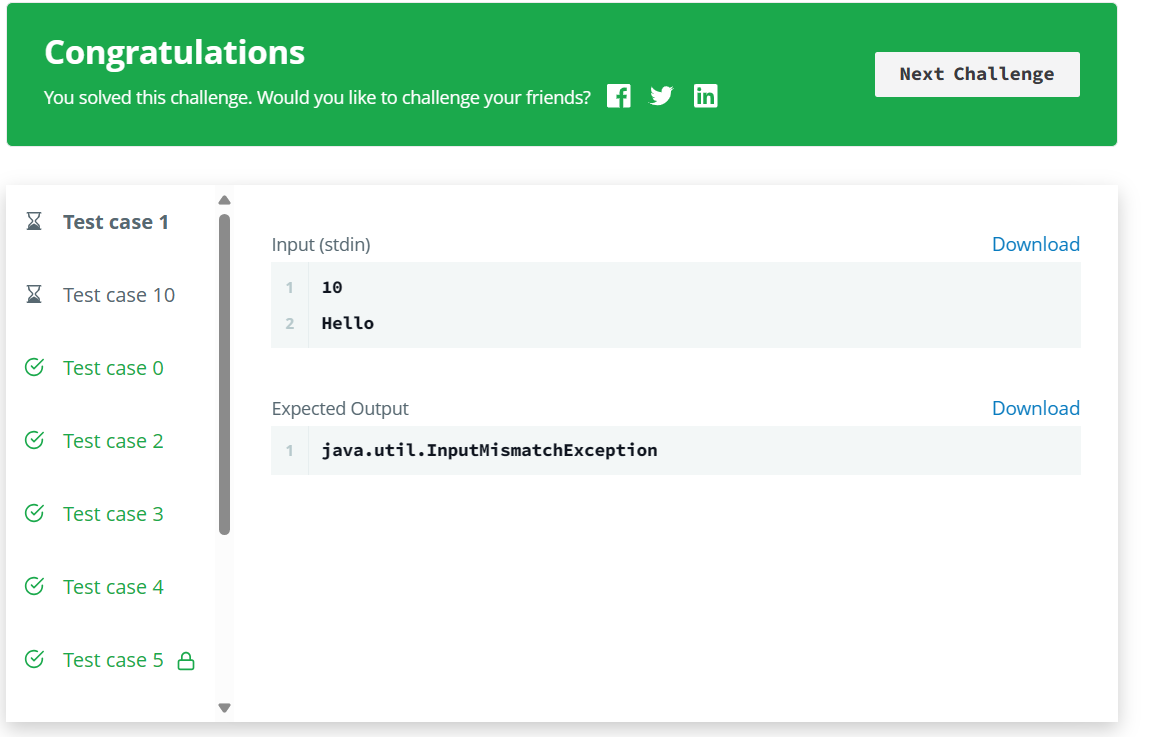 Congratulations
You solved this challenge. Would you like to challenge your friends?
Next Challenge
Test case 1
Test case 10
Test case 0
Test case 2
Test case 3
Test case 4
Test case 5
Input (stdin)
Download
1 10
2 Hello
Expected Output
Download
1 java.util.InputMismatchException